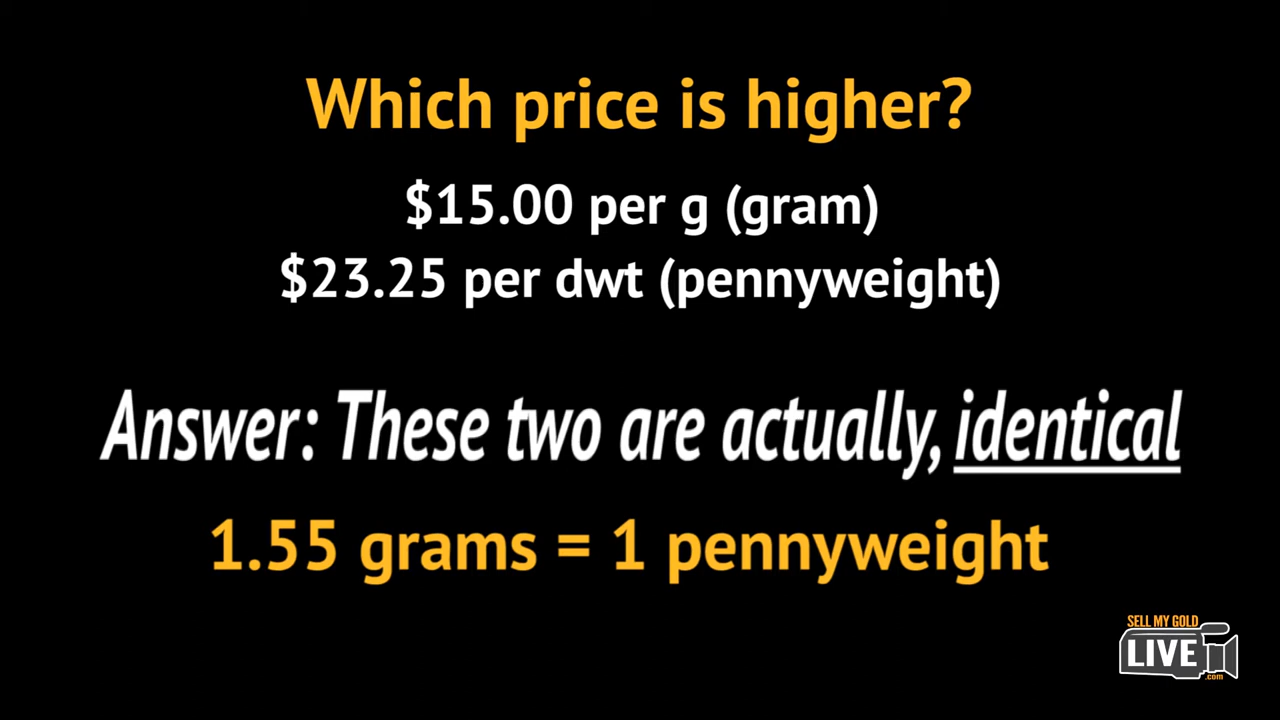 Which price is higher?
$15.00 per g (gram)
$23.25 per dwt (pennyweight)
Answer: These two are actually, identical
1.55 grams = 1 pennyweight
SELL MY GOLD
LIVE
.com